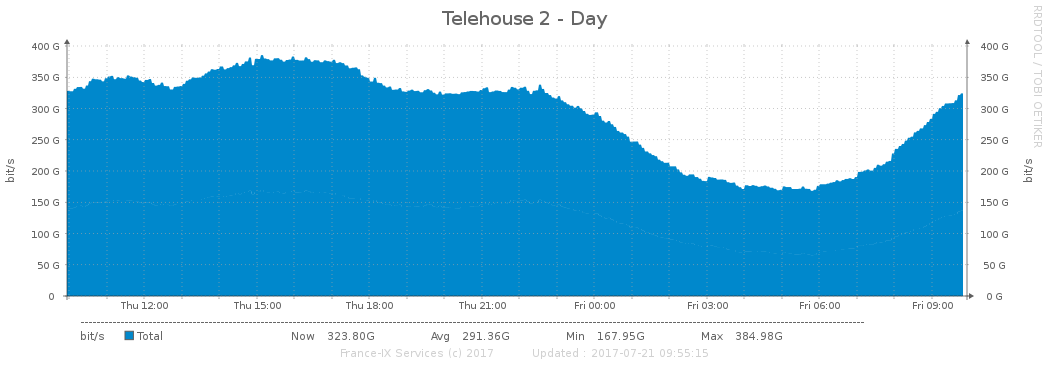 Telehouse 2 - Day
RRDTOOL / TOBI OETIKER
400 G 400 G
350 G 350 G
300 G 300 G
250 G 250 G
200 G 200 G
150 G 150 G
100 G 100 G
50 G 50 G
0 0 G
bit/s bit/s
Thu 12:00 Thu 15:00 Thu 18:00 Thu 21:00 Fri 00:00 Fri 03:00 Fri 06:00 Fri 09:00
bit/s Total Now 323.80G Avg 291.36G Min 167.95G Max 384.98G
France-IX Services (c) 2017 Updated : 2017-07-21 09:55:15